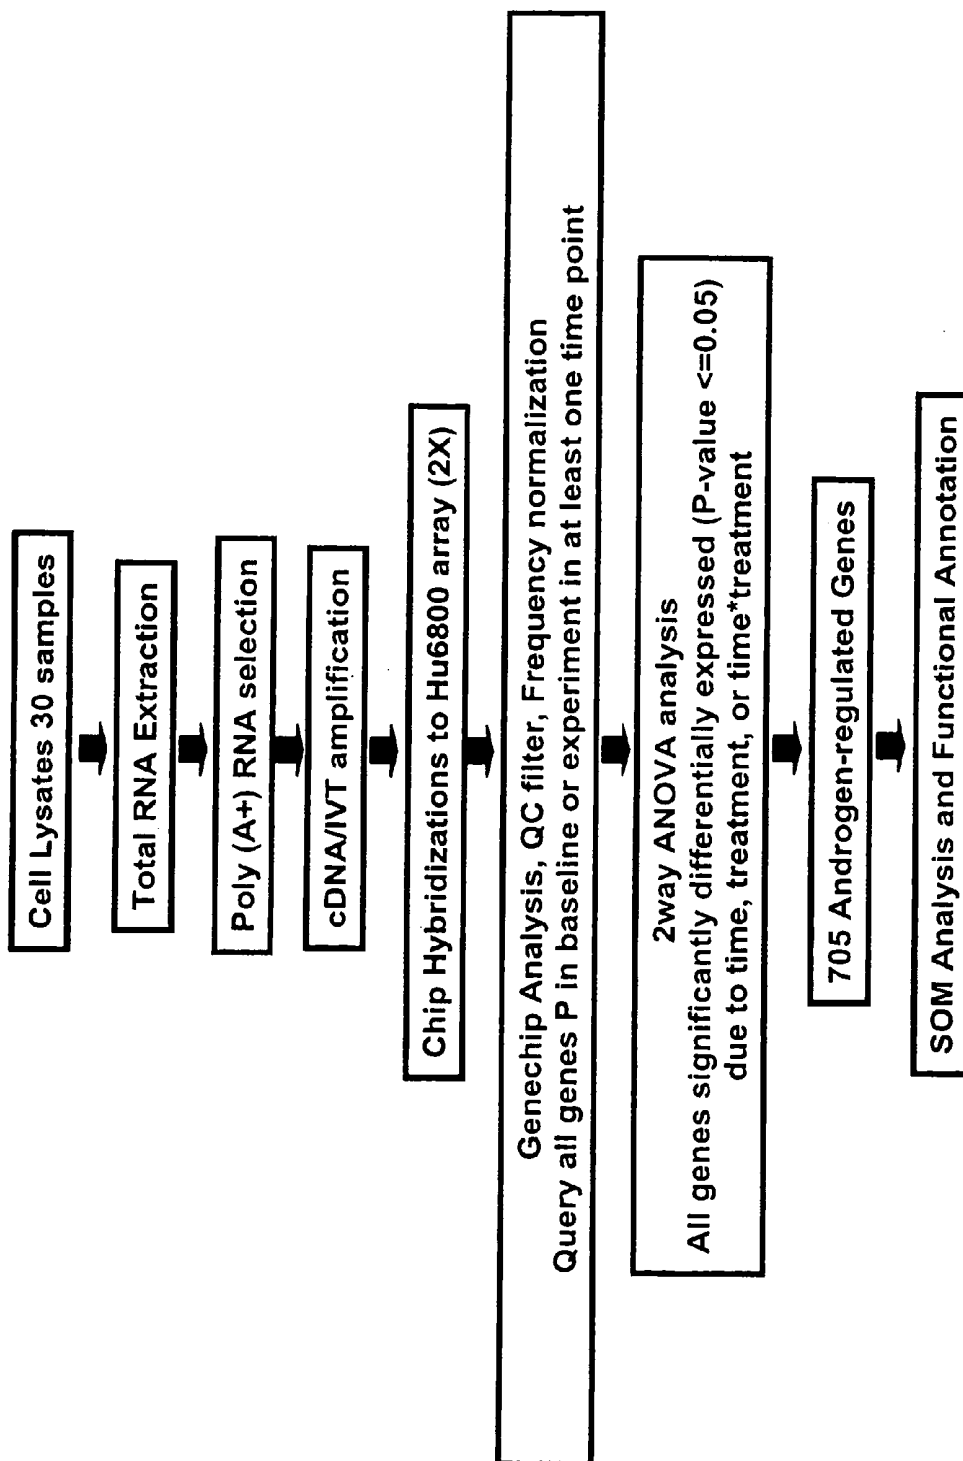 Cell Lysates 30 samples
Total RNA Extraction
Poly (A+) RNA selection
cDNA/IVT amplification
Chip Hybridizations to Hu6800 array (2X)
Genechip Analysis, QC filter, Frequency normalization
Query all genes P in baseline or experiment in at least one time point
2way ANOVA analysis
All genes significantly differentially expressed (P-value <=0.05)
due to time, treatment, or time*treatment
705 Androgen-regulated Genes
SOM Analysis and Functional Annotation